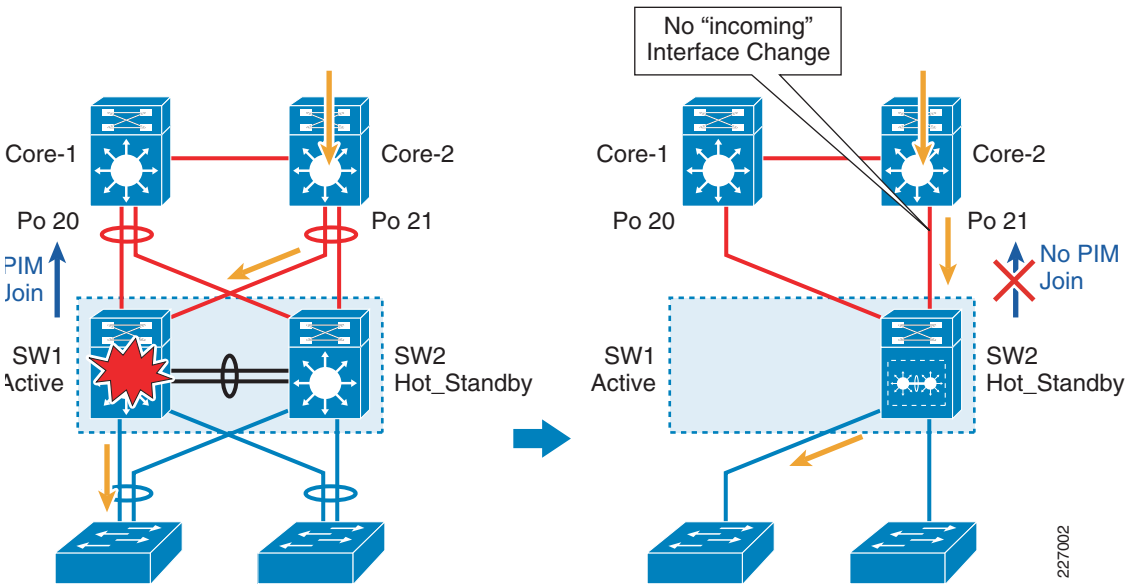 No “incoming”
Interface Change
Core-1
Core-2
Core-1
Core-2
Po 20
Po 21
Po 20
Po 21
PIM
Join
No PIM
Join
SW1
Active
SW2
Hot_Standby
SW1
Active
SW2
Hot_Standby
227002